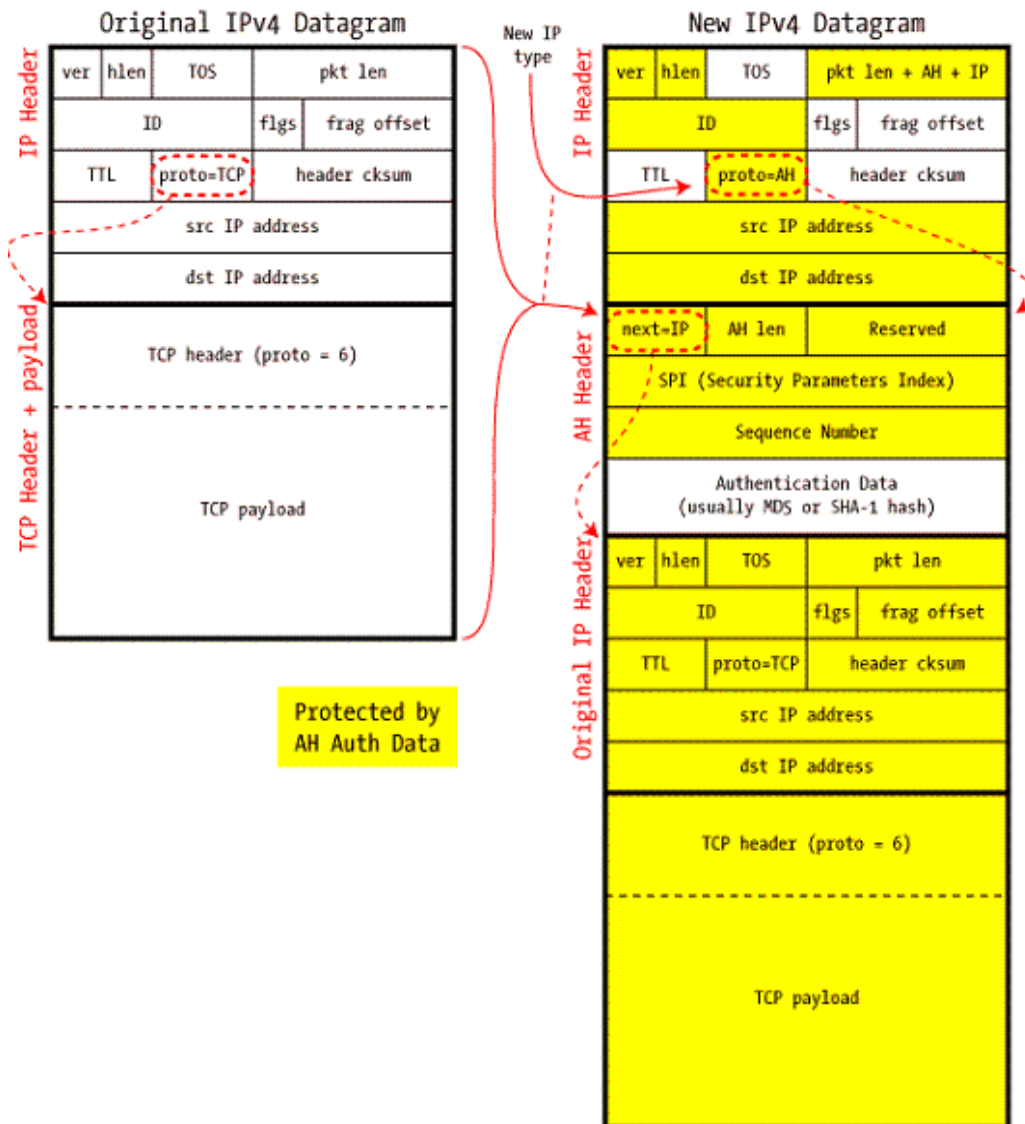 Original IPv4 Datagram
IP Header
ver hlen TOS pkt len
ID flgs frag offset
TTL proto=TCP header cksum
src IP address
dst IP address
TCP Header + payload
TCP header (proto = 6)
TCP payload
Protected by
AH Auth Data
New IP
type
New IPv4 Datagram
IP Header
ver hlen TOS pkt len + AH + IP
ID flgs frag offset
TTL proto=AH header cksum
src IP address
dst IP address
AH Header
next=IP AH len Reserved
SPI (Security Parameters Index)
Sequence Number
Authentication Data
(usually MD5 or SHA-1 hash)
Original IP Header
ver hlen TOS pkt len
ID flgs frag offset
TTL proto=TCP header cksum
src IP address
dst IP address
TCP header (proto = 6)
TCP payload